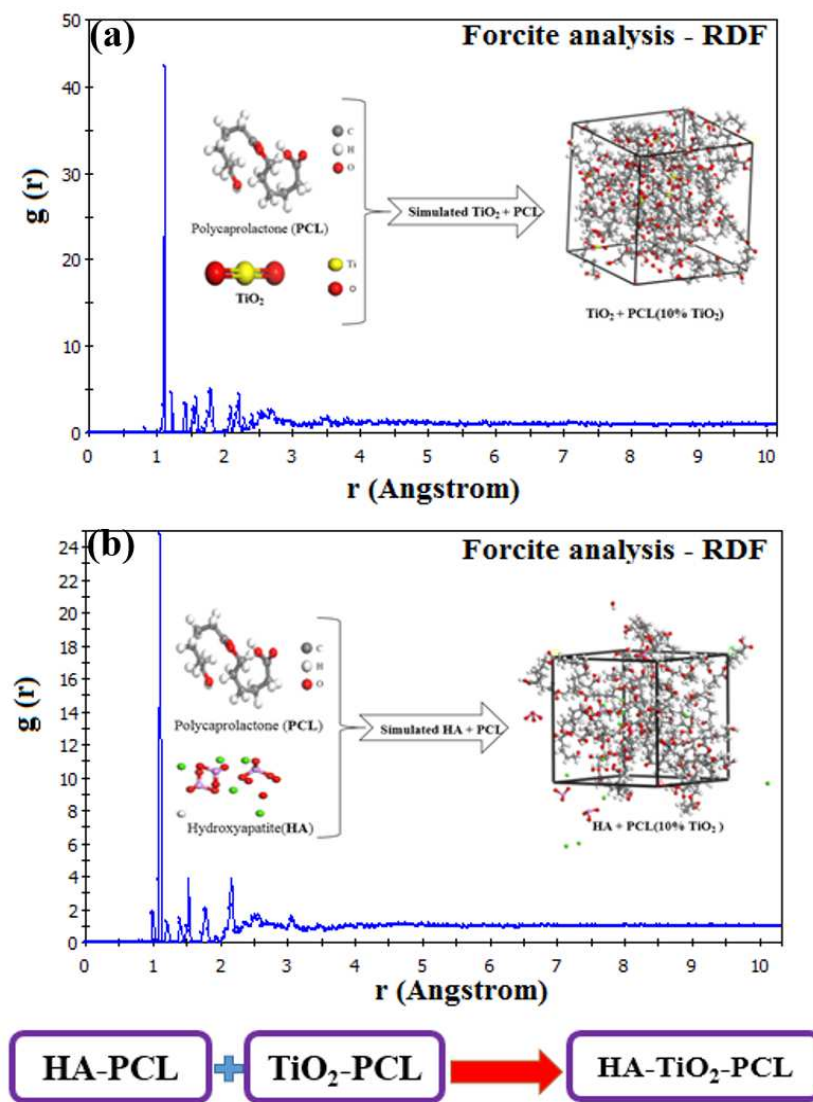 (a)
Forcite analysis - RDF
50
40
30
20
10
0
g (r)
C
H
O
Polycaprolactone (PCL)
Ti
O
TiO₂
Simulated TiO₂ + PCL
TiO₂ + PCL(10% TiO₂)
0 1 2 3 4 5 6 7 8 9 10
r (Angstrom)
(b)
Forcite analysis - RDF
24
22
20
18
16
14
12
10
8
6
4
2
0
g (r)
C
H
O
Polycaprolactone (PCL)
Hydroxyapatite(HA)
Simulated HA + PCL
HA + PCL(10% TiO₂ )
0 1 2 3 4 5 6 7 8 9 10
r (Angstrom)
HA-PCL + TiO₂-PCL HA-TiO₂-PCL